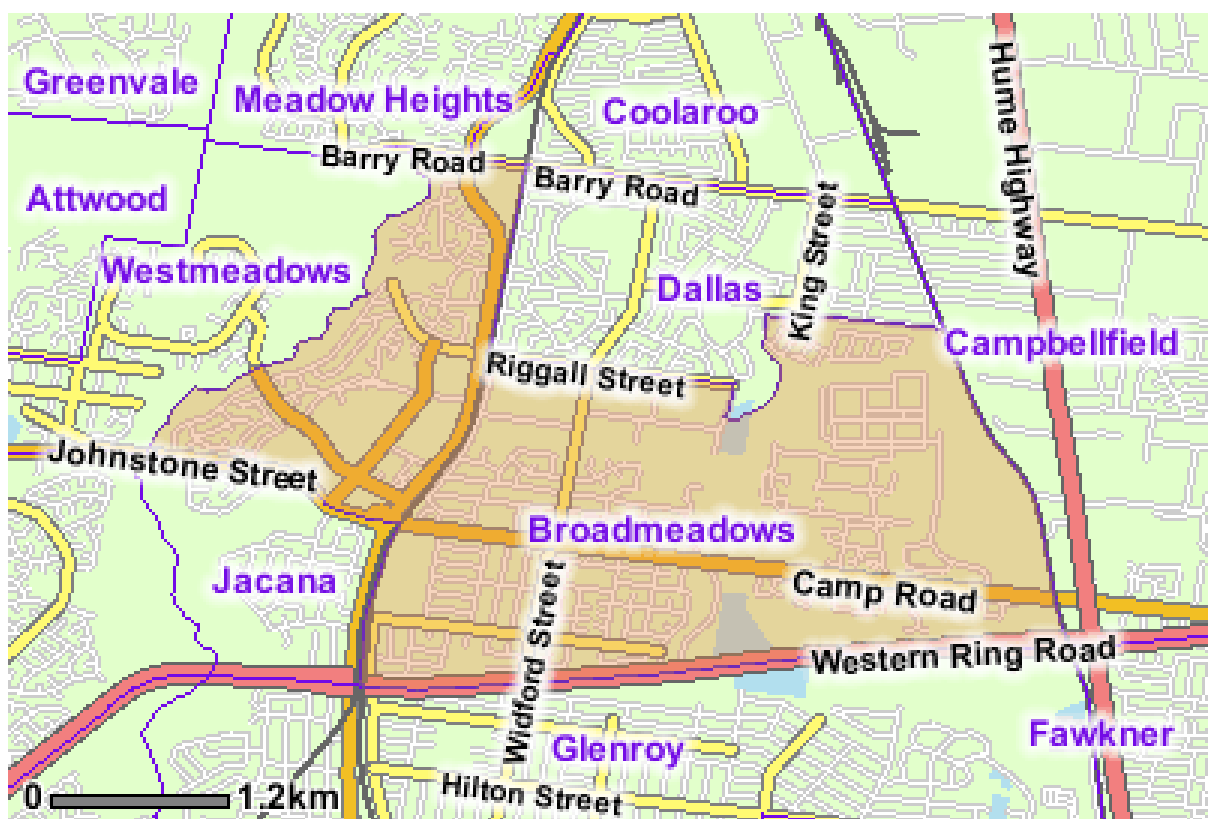 Greenvale
Meadow Heights
Coolaroo
Hume Highway
Barry Road
Barry Road
Attwood
King Street
Westmeadows
Dallas
Campbellfield
Riggall Street
Johnstone Street
Broadmeadows
Jacana
Camp Road
Widford Street
Western Ring Road
Fawkner
Glenroy
Hilton Street
0 1.2km